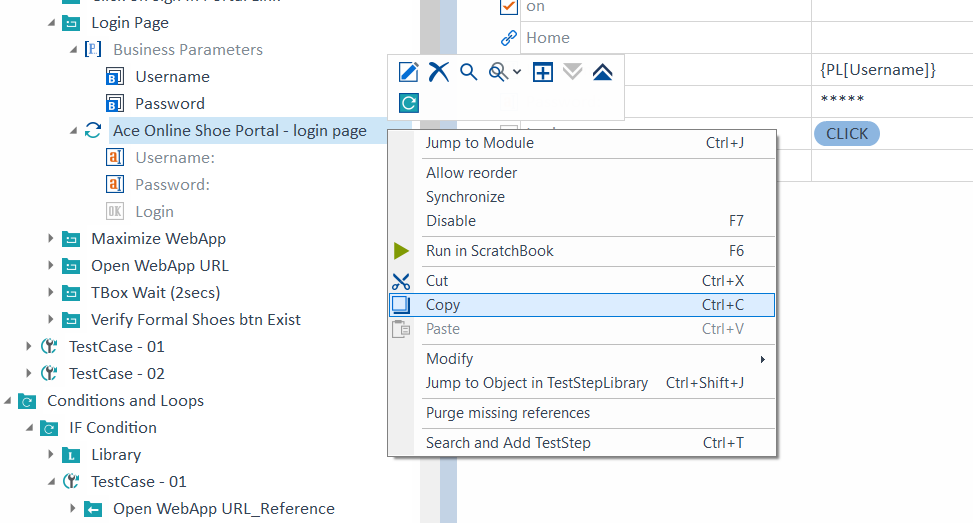 Login Page
Business Parameters
Username
Password
Ace Online Shoe Portal - login page
Username:
Password:
Login
Maximize WebApp
Open WebApp URL
TBox Wait (2secs)
Verify Formal Shoes btn Exist
TestCase - 01
TestCase - 02
Conditions and Loops
IF Condition
Library
TestCase - 01
Open WebApp URL_Reference
Jump to Module Ctrl+J
Allow reorder
Synchronize
Disable F7
Run in ScratchBook F6
Cut Ctrl+X
Copy Ctrl+C
Paste Ctrl+V
Modify
Jump to Object in TestStepLibrary Ctrl+Shift+J
Purge missing references
Search and Add TestStep Ctrl+T
on
Home
{PL[Username]}
*****
CLICK